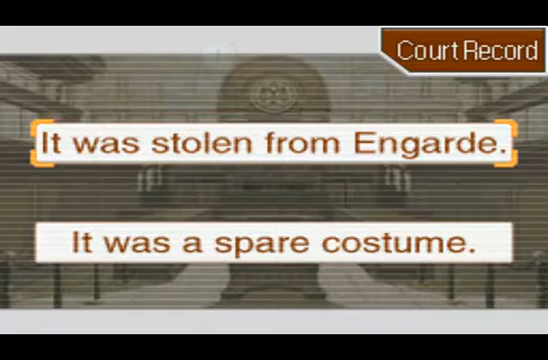 Court Record
It was stolen from Engarde.
It was a spare costume.